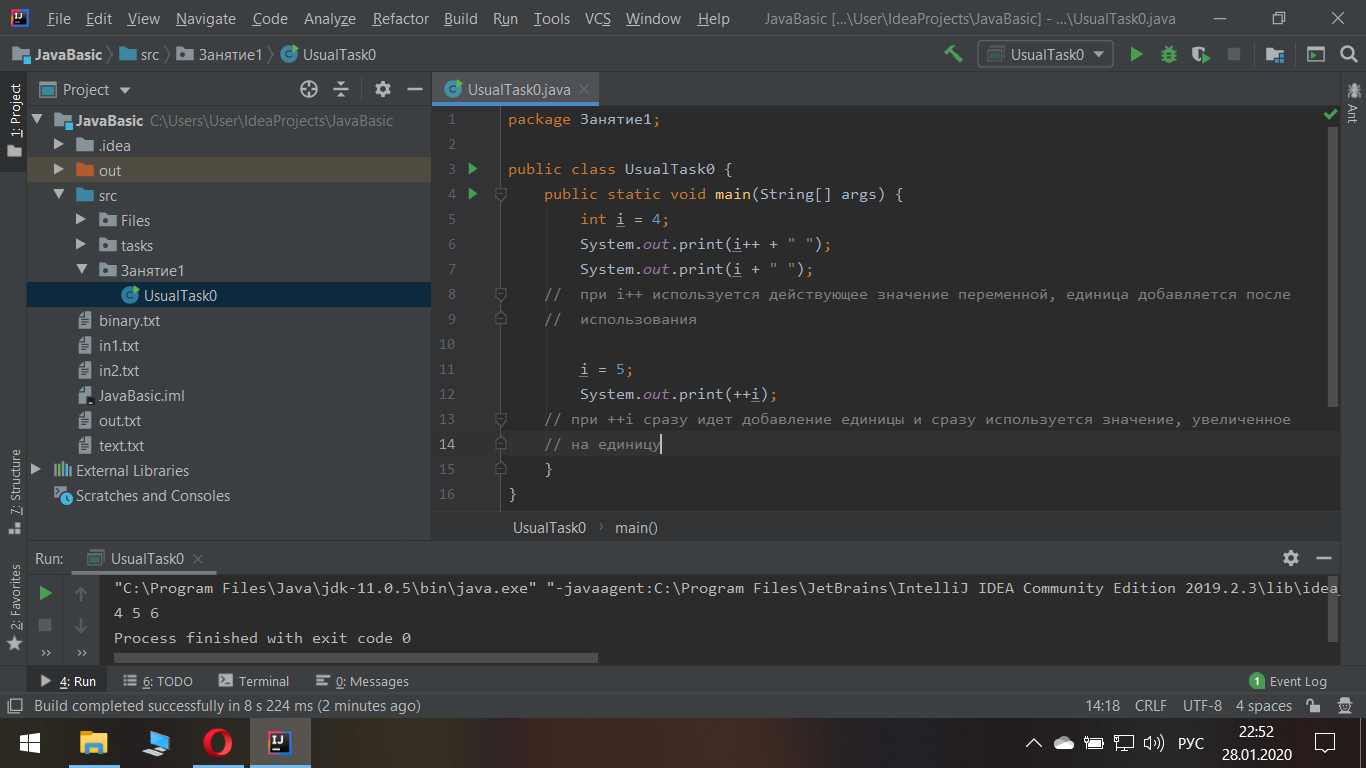 File Edit View Navigate Code Analyze Refactor Build Run Tools VCS Window Help JavaBasic [...\User\IdeaProjects\JavaBasic] - ...\UsualTask0.java
JavaBasic src Занятие1 UsualTask0 UsualTask0
1: Project
Project
UsualTask0.java
Ant
JavaBasic C:\Users\User\IdeaProjects\JavaBasic
.idea
out
src
Files
tasks
Занятие1
UsualTask0
binary.txt
in1.txt
in2.txt
JavaBasic.iml
out.txt
text.txt
External Libraries
Scratches and Consoles
7: Structure
2: Favorites
1 package Занятие1;
2
3 public class UsualTask0 {
4 public static void main(String[] args) {
5 int i = 4;
6 System.out.print(i++ + " ");
7 System.out.print(i + " ");
8 // при i++ используется действующее значение переменной, единица добавляется после
9 // использования
10
11 i = 5;
12 System.out.print(++i);
13 // при ++i сразу идет добавление единицы и сразу используется значение, увеличенное
14 // на единицу
15 }
16 }
UsualTask0 main()
Run: UsualTask0
"C:\Program Files\Java\jdk-11.0.5\bin\java.exe" "-javaagent:C:\Program Files\JetBrains\IntelliJ IDEA Community Edition 2019.2.3\lib\idea_
4 5 6
Process finished with exit code 0
4: Run 6: TODO Terminal 0: Messages 1 Event Log
Build completed successfully in 8 s 224 ms (2 minutes ago) 14:18 CRLF UTF-8 4 spaces
РУС
22:52
28.01.2020